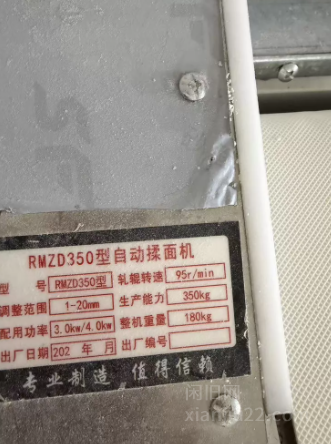 RMZD350型自动揉面机
型 号 RMZD350型 轧辊转速 95r/min
调整范围 1-20mm 生产能力 350kg
配用功率 3.0kw/4.0kw 整机重量 180kg
出厂日期 202 年 月 出厂编号
专业制造 值得信赖